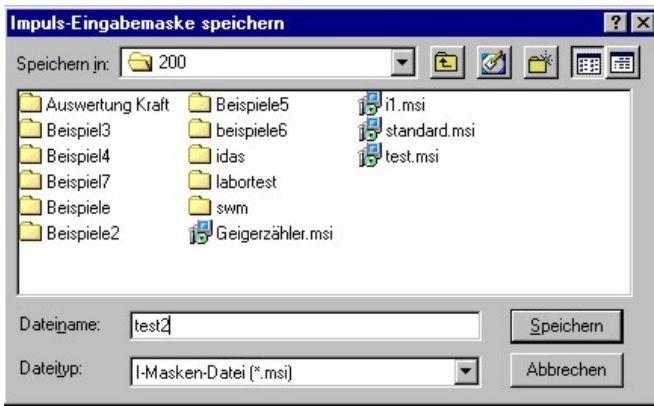 Impuls-Eingabemaske speichern
Speichern in: 200
Auswertung Kraft Beispiele5 i1.msi
Beispiel3 beispiele6 standard.msi
Beispiel4 idas test.msi
Beispiel7 labortest
Beispiele swm
Beispiele2 Geigerzähler.msi
Dateiname: test2 Speichern
Dateityp: I-Masken-Datei (*.msi) Abbrechen